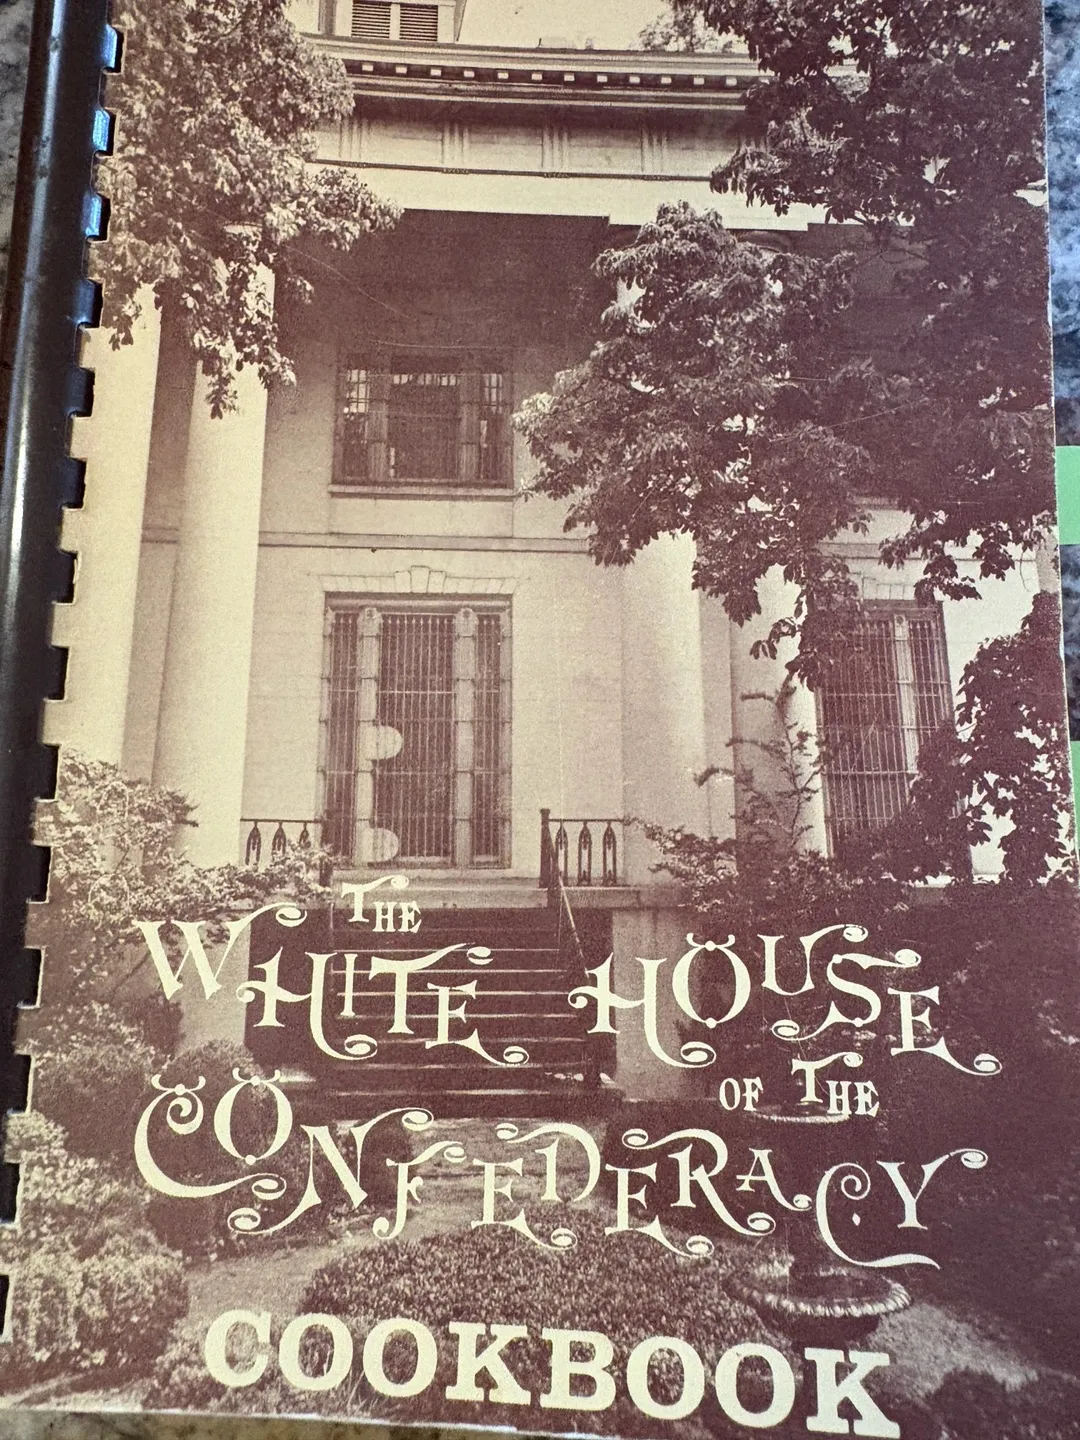 THE
WHITE HOUSE
OF THE
CONFEDERACY
COOKBOOK